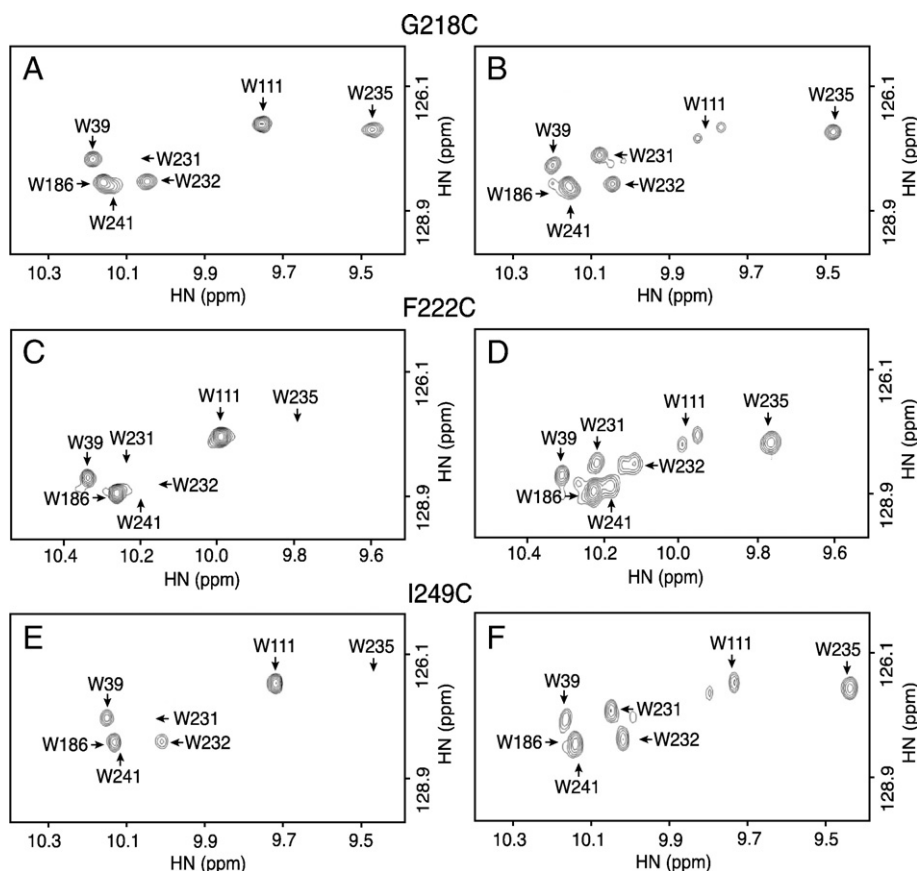 G218C
A
W111
W235
W39
W231
W186
W232
W241
126.1
128.9
HN (ppm)
10.3
10.1
9.9
9.7
9.5
HN (ppm)
B
W111
W235
W39
W231
W186
W232
W241
126.1
128.9
HN (ppm)
10.3
10.1
9.9
9.7
9.5
HN (ppm)
F222C
C
W111
W235
W39
W231
W186
W232
W241
126.1
128.9
HN (ppm)
10.4
10.2
10.0
9.8
9.6
HN (ppm)
D
W111
W235
W39
W231
W232
W186
W241
126.1
128.9
HN (ppm)
10.4
10.2
10.0
9.8
9.6
HN (ppm)
I249C
E
W111
W235
W39
W231
W186
W232
W241
126.1
128.9
HN (ppm)
10.3
10.1
9.9
9.7
9.5
HN (ppm)
F
W111
W235
W39
W231
W186
W232
W241
126.1
128.9
HN (ppm)
10.3
10.1
9.9
9.7
9.5
HN (ppm)